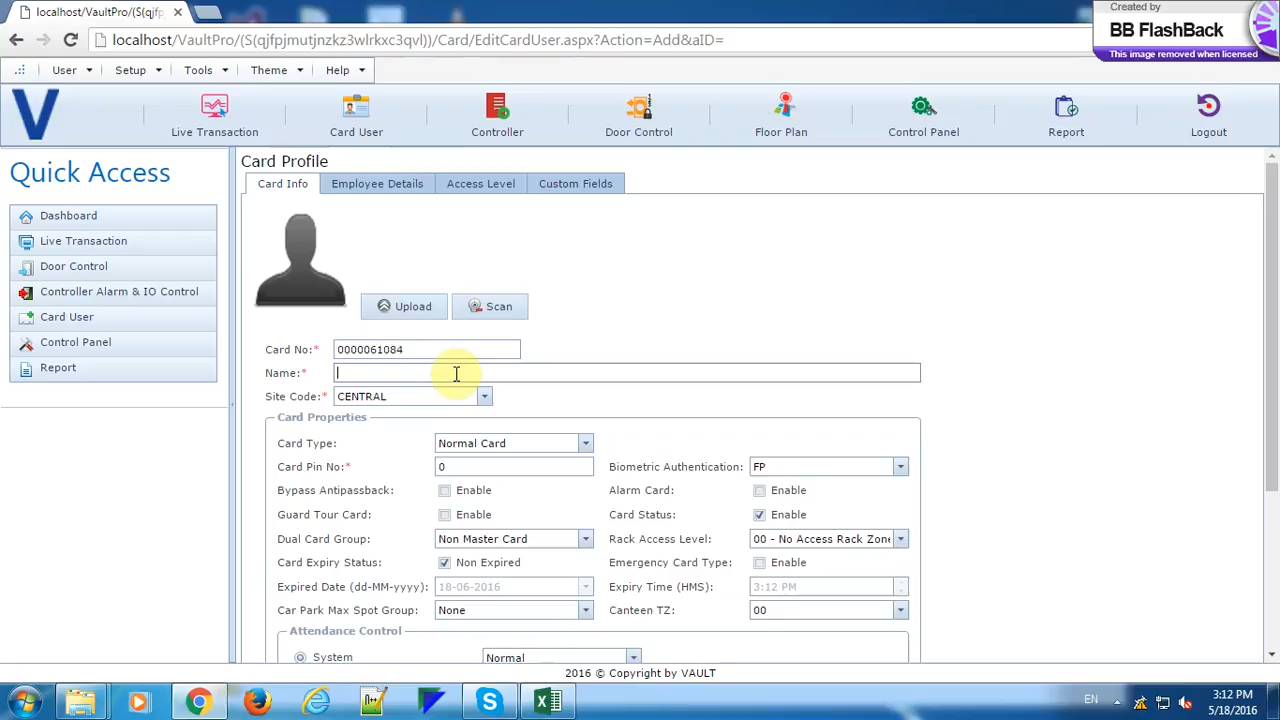 localhost/VaultPro/(S(qjfp ×
Created by
BB FlashBack
This image removed when licensed
localhost/VaultPro/(S(qjfpjmutjnzkz3wlrkxc3qvl))/Card/EditCardUser.aspx?Action=Add&aID=
User Setup Tools Theme Help
V Live Transaction Card User Controller Door Control Floor Plan Control Panel Report Logout
Quick Access
Dashboard
Live Transaction
Door Control
Controller Alarm & IO Control
Card User
Control Panel
Report
Card Profile
Card Info Employee Details Access Level Custom Fields
Upload Scan
Card No:* 0000061084
Name:*
Site Code:* CENTRAL
Card Properties
Card Type: Normal Card
Card Pin No:* 0 Biometric Authentication: FP
Bypass Antipassback: Enable Alarm Card: Enable
Guard Tour Card: Enable Card Status: Enable
Dual Card Group: Non Master Card Rack Access Level: 00 - No Access Rack Zone
Card Expiry Status: Non Expired Emergency Card Type: Enable
Expired Date (dd-MM-yyyy): 18-06-2016 Expiry Time (HMS): 3:12 PM
Car Park Max Spot Group: None Canteen TZ: 00
Attendance Control
System Normal
2016 © Copyright by VAULT
EN 3:12 PM
5/18/2016